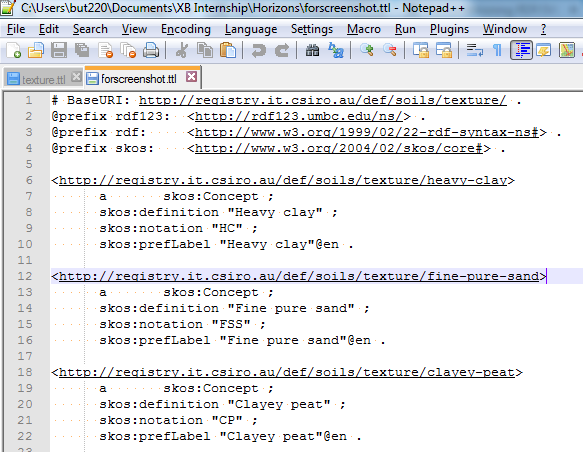 C:\Users\but220\Documents\XB Internship\Horizons\forscreenshot.ttl - Notepad++
File Edit Search View Encoding Language Settings Macro Run Plugins Window ?
texture.ttl forscreenshot.ttl
1 # BaseURI: http://registry.it.csiro.au/def/soils/texture/ .
2 @prefix rdf123: <http://rdf123.umbc.edu/ns/> .
3 @prefix rdf: <http://www.w3.org/1999/02/22-rdf-syntax-ns#> .
4 @prefix skos: <http://www.w3.org/2004/02/skos/core#> .
5
6 <http://registry.it.csiro.au/def/soils/texture/heavy-clay>
7 a skos:Concept ;
8 skos:definition "Heavy clay" ;
9 skos:notation "HC" ;
10 skos:prefLabel "Heavy clay"@en .
11
12 <http://registry.it.csiro.au/def/soils/texture/fine-pure-sand>
13 a skos:Concept ;
14 skos:definition "Fine pure sand" ;
15 skos:notation "FSS" ;
16 skos:prefLabel "Fine pure sand"@en .
17
18 <http://registry.it.csiro.au/def/soils/texture/clayey-peat>
19 a skos:Concept ;
20 skos:definition "Clayey peat" ;
21 skos:notation "CP" ;
22 skos:prefLabel "Clayey peat"@en .
23